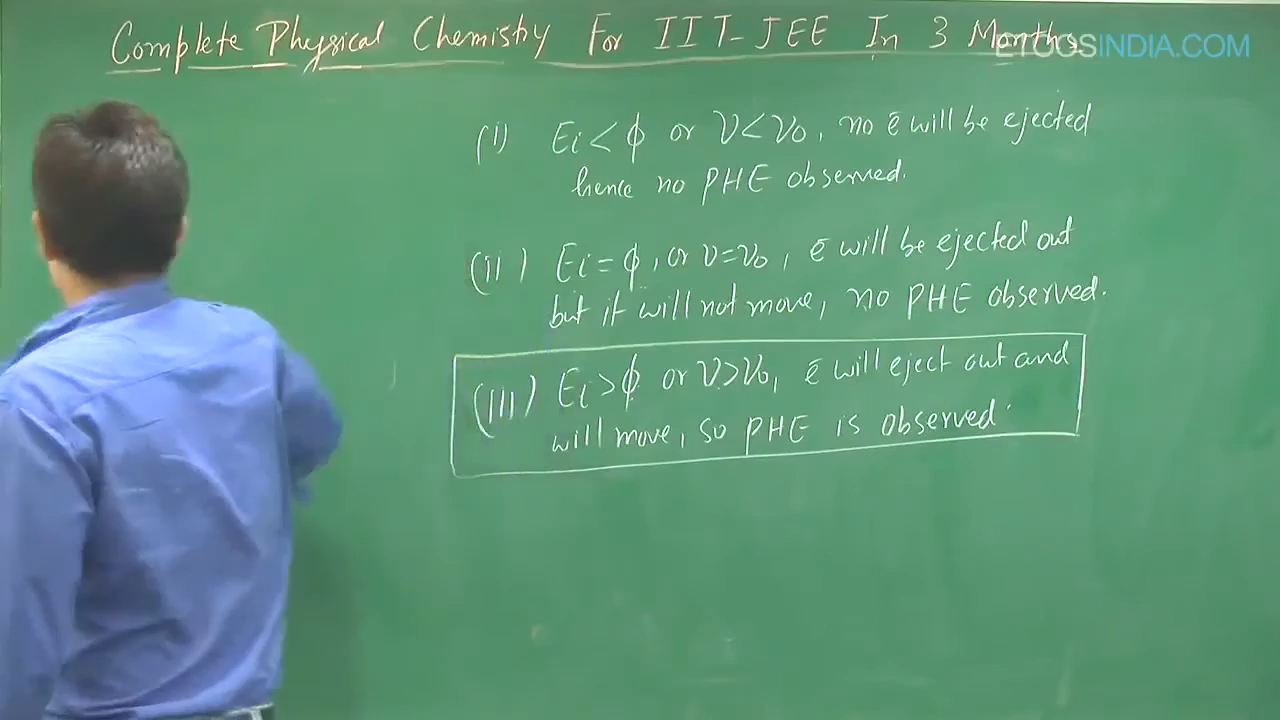 Complete Physical Chemistry For IIT-JEE In 3 Months
ETOOSINDIA.COM
(i) Ei < ϕ or ν < ν0, no ē will be ejected
hence no PHE observed.
(ii) Ei = ϕ, or ν = ν0, ē will be ejected out
but it will not move, no PHE observed.
(iii) Ei > ϕ or ν > ν0, ē will eject out and
will move, so PHE is observed.